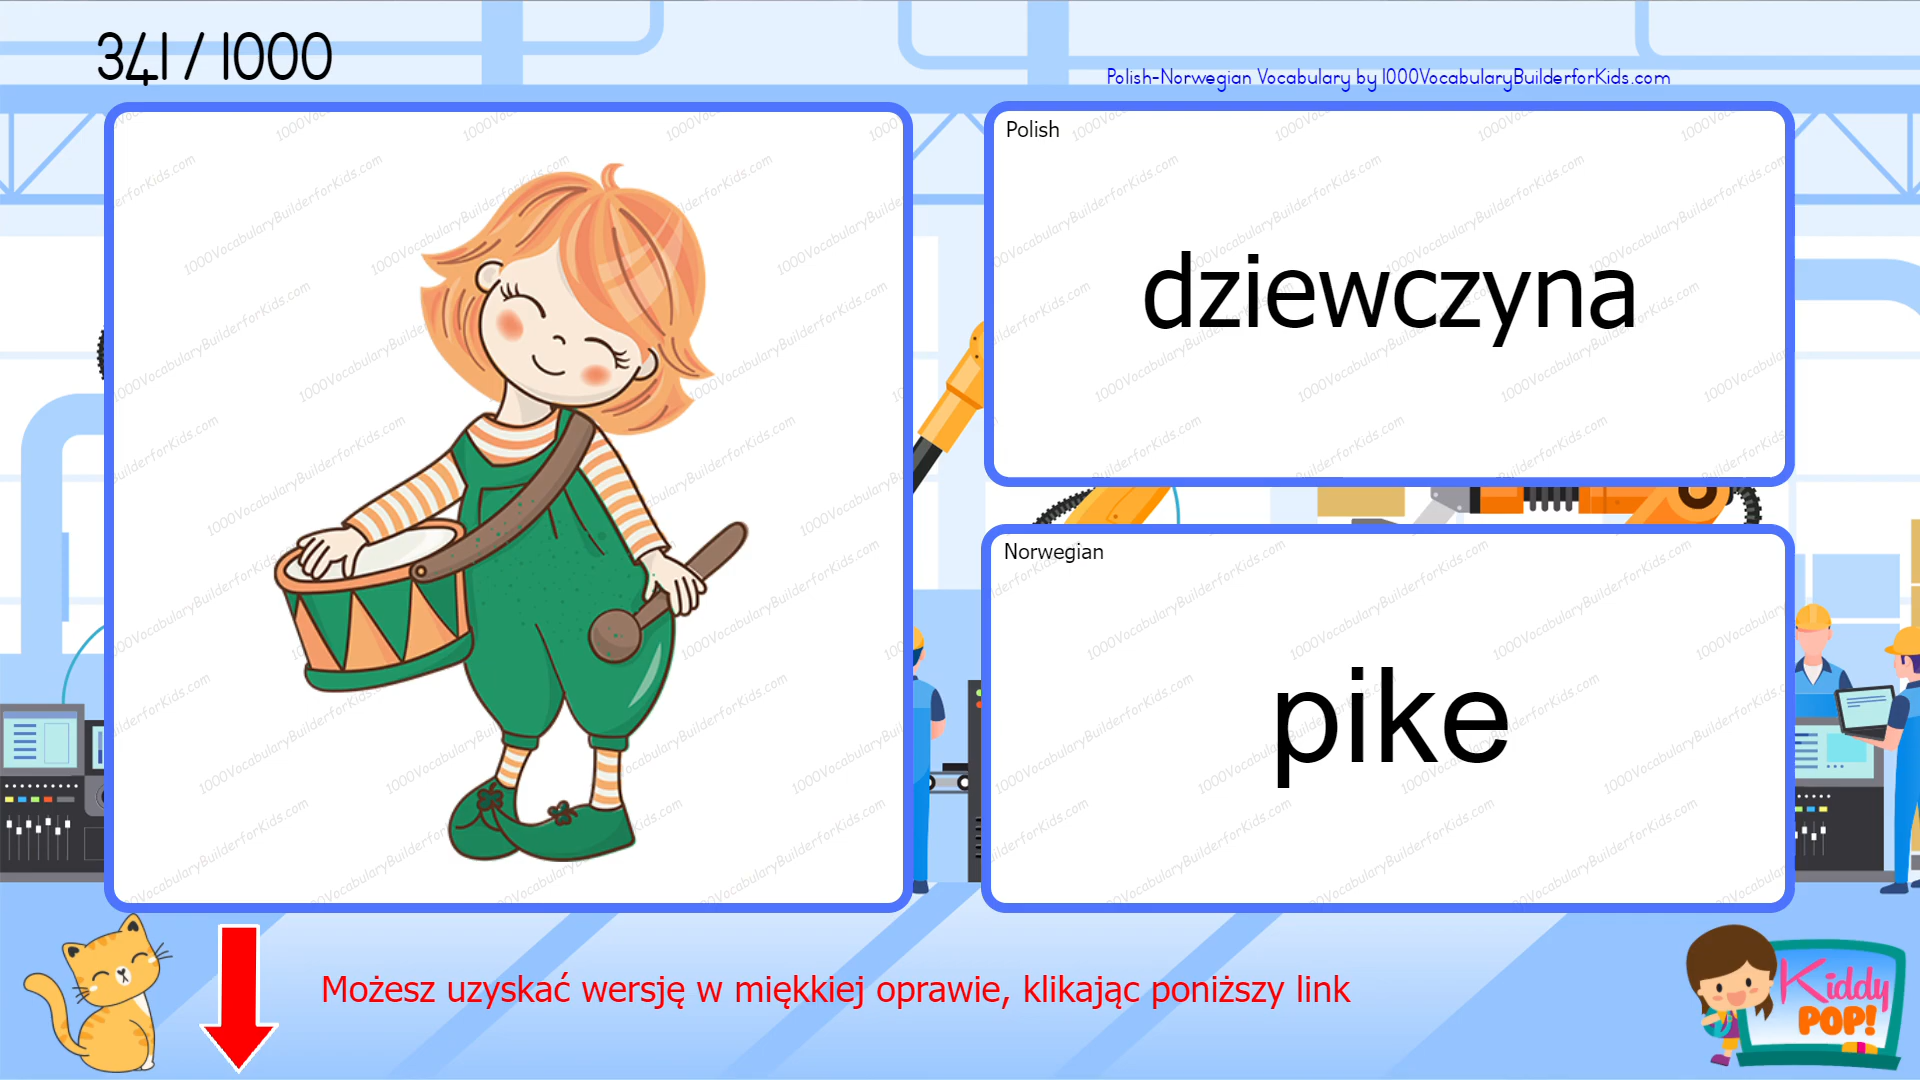 341 / 1000
Polish-Norwegian Vocabulary by 1000VocabularyBuilderforKids.com
Polish
dziewczyna
Norwegian
pike
Możesz uzyskać wersję w miękkiej oprawie, klikając poniższy link
Kiddy
POP!